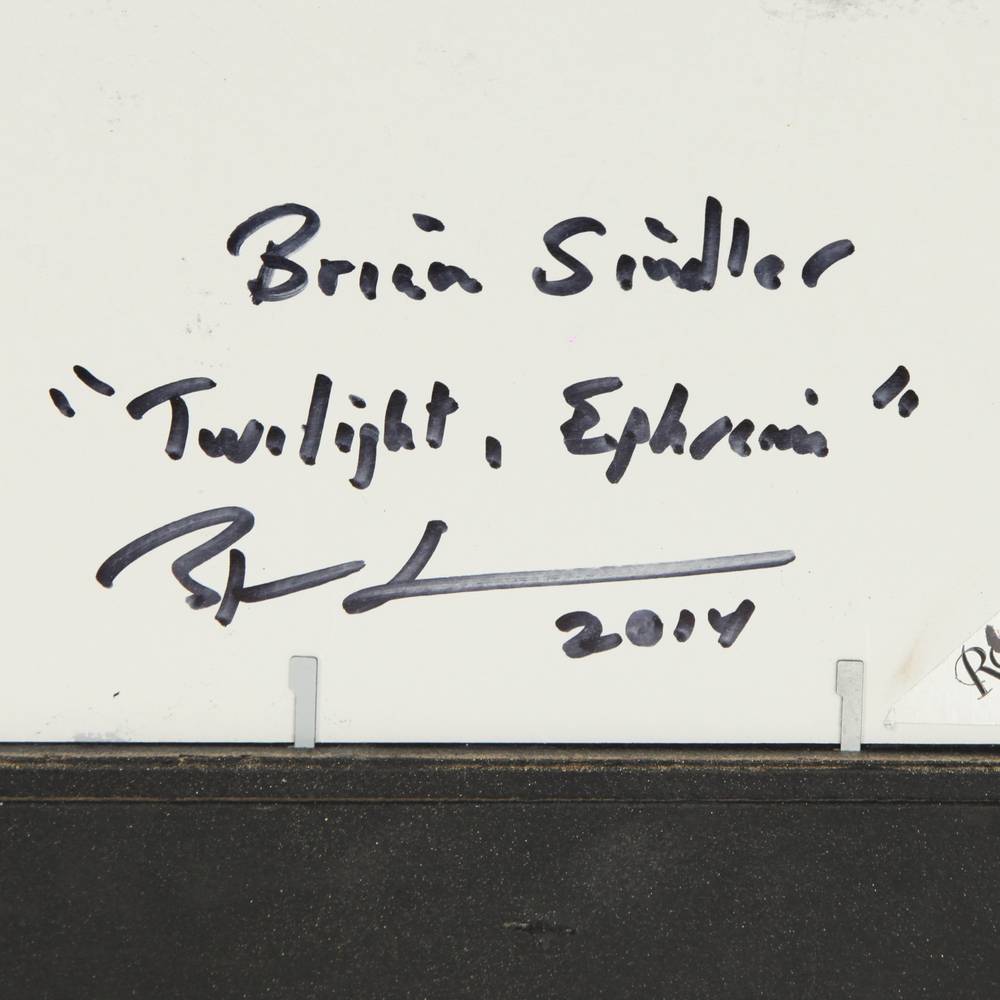 Brian Sindler
"Twilight, Ephraim"
2014